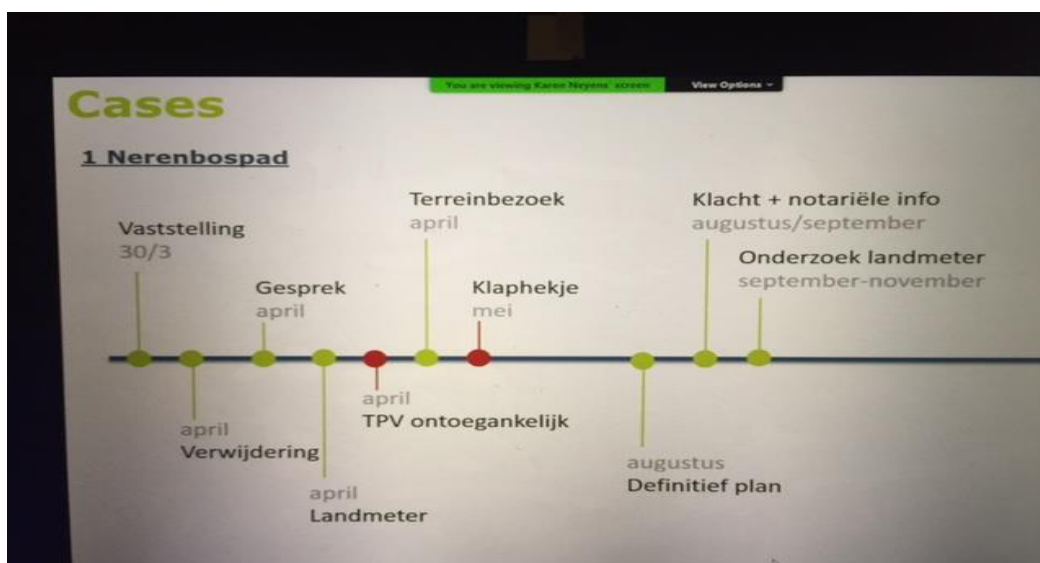 You are viewing Karen Neyens' screen
View Options
Cases
1 Nerenbospad
Vaststelling
30/3
april
Verwijdering
Gesprek
april
april
Landmeter
april
TPV ontoegankelijk
Terreinbezoek
april
Klaphekje
mei
augustus
Definitief plan
Klacht + notariële info
augustus/september
Onderzoek landmeter
september-november